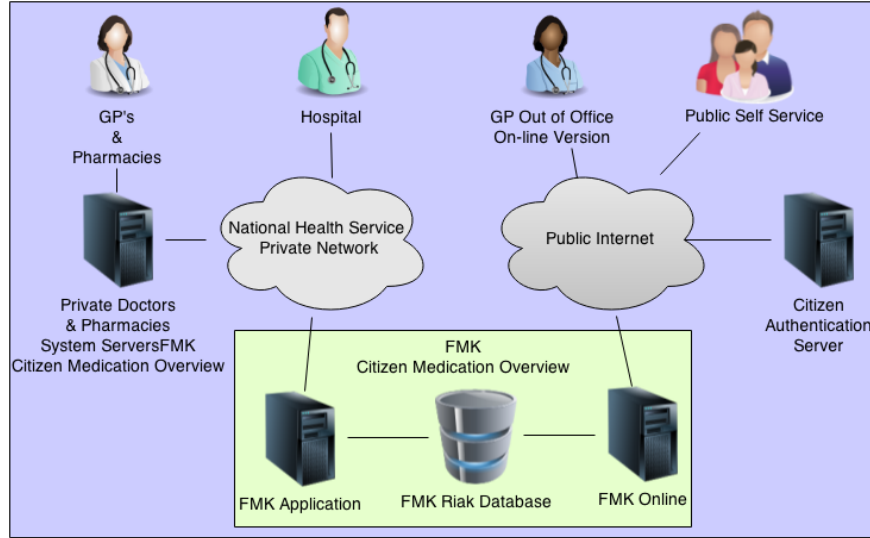 GP's
&
Pharmacies
Hospital
GP Out of Office
On-line Version
Public Self Service
National Health Service
Private Network
Public Internet
Private Doctors
& Pharmacies
System ServersFMK
Citizen Medication Overview
Citizen
Authentication
Server
FMK
Citizen Medication Overview
FMK Application
FMK Riak Database
FMK Online